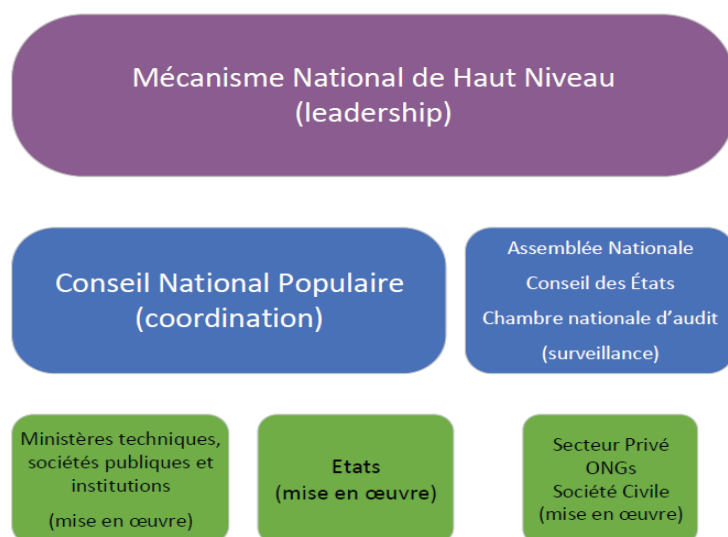 Mécanisme National de Haut Niveau
(leadership)
Conseil National Populaire
(coordination)
Assemblée Nationale
Conseil des États
Chambre nationale d'audit
(surveillance)
Ministères techniques,
sociétés publiques et
institutions
(mise en œuvre)
Etats
(mise en œuvre)
Secteur Privé
ONGs
Société Civile
(mise en œuvre)